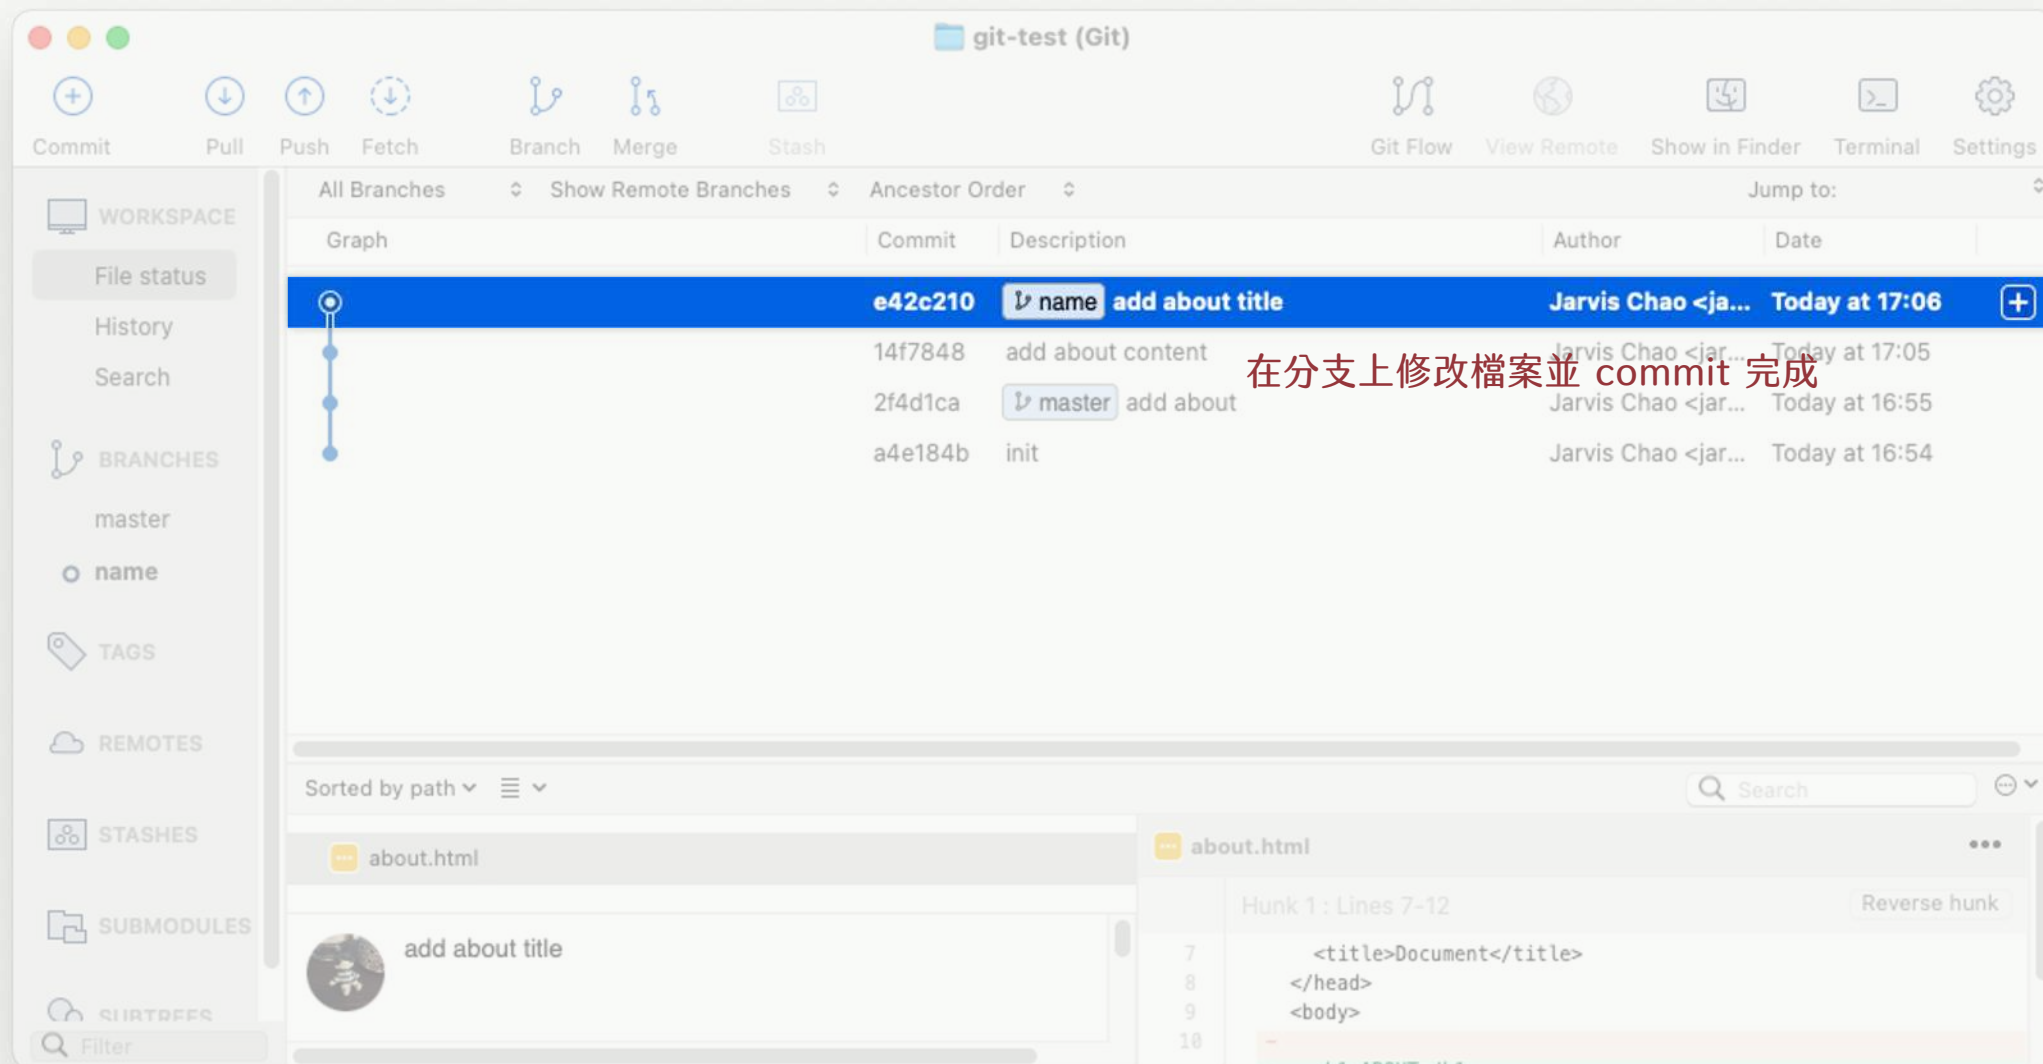 git-test (Git)
Commit Pull Push Fetch Branch Merge Stash Git Flow View Remote Show in Finder Terminal Settings
All Branches Show Remote Branches Ancestor Order Jump to:
Graph Commit Description Author Date
e42c210 name add about title Jarvis Chao <ja... Today at 17:06
14f7848 add about content Jarvis Chao <jar... Today at 17:05
在分支上修改檔案並 commit 完成
2f4d1ca master add about Jarvis Chao <jar... Today at 16:55
a4e184b init Jarvis Chao <jar... Today at 16:54
WORKSPACE
File status
History
Search
BRANCHES
master
name
TAGS
REMOTES
STASHES
SUBMODULES
SUBTREES
Filter
Sorted by path
Search
about.html
add about title
about.html
Hunk 1 : Lines 7-12
Reverse hunk
7 <title>Document</title>
8 </head>
9 <body>
10 -